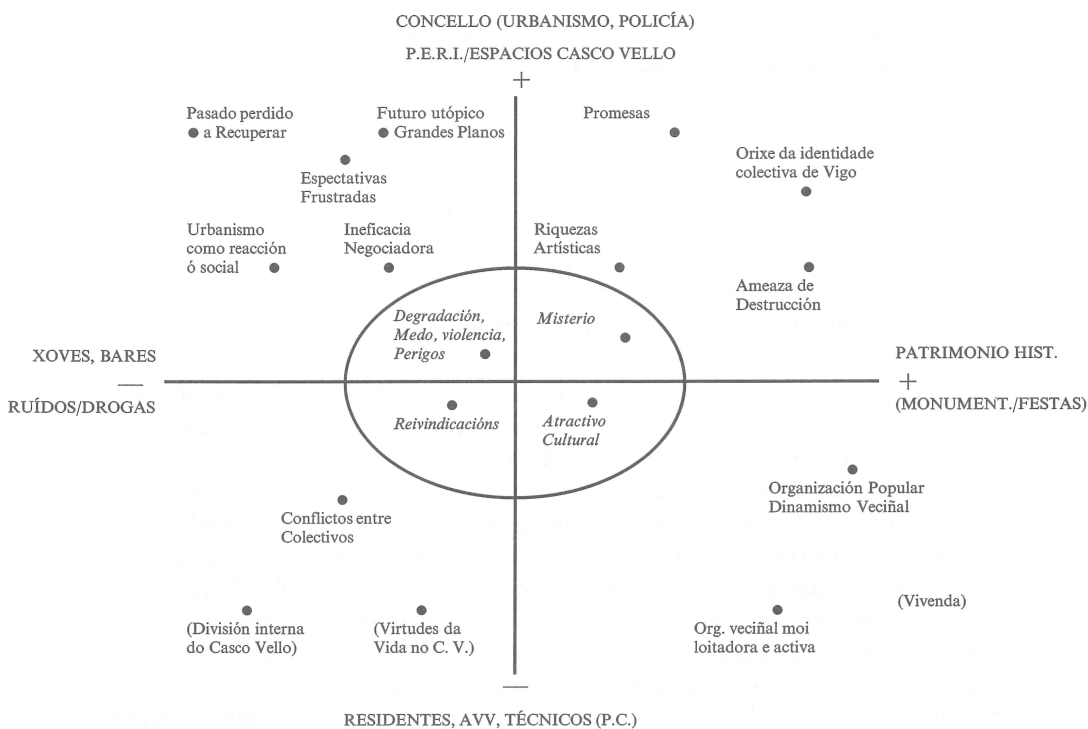 CONCELLO (URBANISMO, POLICÍA)
P.E.R.I./ESPACIOS CASCO VELLO
+
Pasado perdido
a Recuperar
Futuro utópico
Grandes Planos
Promesas
Orixe da identidade
colectiva de Vigo
Espectativas
Frustradas
Urbanismo
como reacción
ó social
Ineficacia
Negociadora
Riquezas
Artísticas
Ameaza de
Destrucción
Degradación,
Medo, violencia,
Perigos
Misterio
XOVES, BARES
—
RUÍDOS/DROGAS
PATRIMONIO HIST.
+
(MONUMENT./FESTAS)
Reivindicacións
Atractivo
Cultural
Organización Popular
Dinamismo Veciñal
Conflictos entre
Colectivos
(Vivenda)
(División interna
do Casco Vello)
(Virtudes da
Vida no C. V.)
Org. veciñal moi
loitadora e activa
—
RESIDENTES, AVV, TÉCNICOS (P.C.)